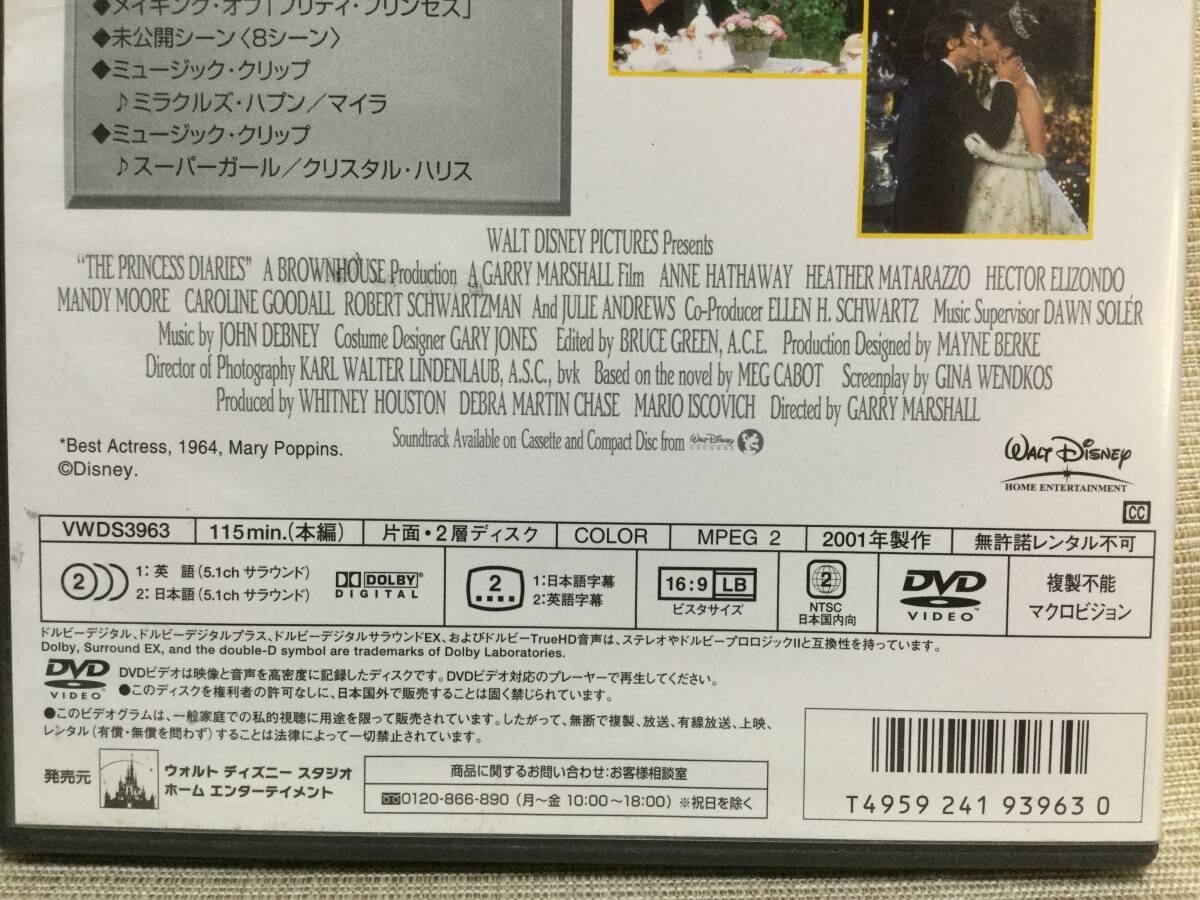 ◆メイキング・オブ「プリティ・プリンセス」
◆未公開シーン〈8シーン〉
◆ミュージック・クリップ
♪ミラクルズ・ハプン/マイラ
◆ミュージック・クリップ
♪スーパーガール/クリスタル・ハリス
WALT DISNEY PICTURES Presents
“THE PRINCESS DIARIES” A BROWNHOUSE Production A GARRY MARSHALL Film ANNE HATHAWAY HEATHER MATARAZZO HECTOR ELIZONDO
MANDY MOORE CAROLINE GOODALL ROBERT SCHWARTZMAN And JULIE ANDREWS Co-Producer ELLEN H. SCHWARTZ Music Supervisor DAWN SOLÉR
Music by JOHN DEBNEY Costume Designer GARY JONES Edited by BRUCE GREEN, A.C.E. Production Designed by MAYNE BERKE
Director of Photography KARL WALTER LINDENLAUB, A.S.C., bvk Based on the novel by MEG CABOT Screenplay by GINA WENDKOS
Produced by WHITNEY HOUSTON DEBRA MARTIN CHASE MARIO ISCOVICH Directed by GARRY MARSHALL
Soundtrack Available on Cassette and Compact Disc from Walt Disney RECORDS
*Best Actress, 1964, Mary Poppins.
©Disney.
WALT DISNEY
HOME ENTERTAINMENT
CC
VWDS3963 115min.(本編) 片面・2層ディスク COLOR MPEG 2 2001年製作 無許諾レンタル不可
2 1: 英 語 (5.1ch サラウンド)
2: 日本語 (5.1ch サラウンド)
DOLBY DIGITAL
2 1:日本語字幕
2:英語字幕
16:9 LB
ビスタサイズ
2
NTSC
日本国内向
DVD VIDEO
複製不能
マクロビジョン
ドルビーデジタル、ドルビーデジタルプラス、ドルビーデジタルサラウンドEX、およびドルビーTrueHD音声は、ステレオやドルビープロロジックIIと互換性を持っています。
Dolby, Surround EX, and the double-D symbol are trademarks of Dolby Laboratories.
DVD VIDEO
DVDビデオは映像と音声を高密度に記録したディスクです。DVDビデオ対応のプレーヤーで再生してください。
●このディスクを権利者の許可なしに、日本国外で販売することは固く禁じられています。
●このビデオグラムは、一般家庭での私的視聴に用途を限って販売されています。したがって、無断で複製、放送、有線放送、上映、
レンタル(有償・無償を問わず)することは法律によって一切禁止されています。
発売元
ウォルト ディズニー スタジオ
ホーム エンターテイメント
商品に関するお問い合わせ:お客様相談室
0120-866-890 (月〜金 10:00〜18:00) ※祝日を除く
T4959 241 93963 0